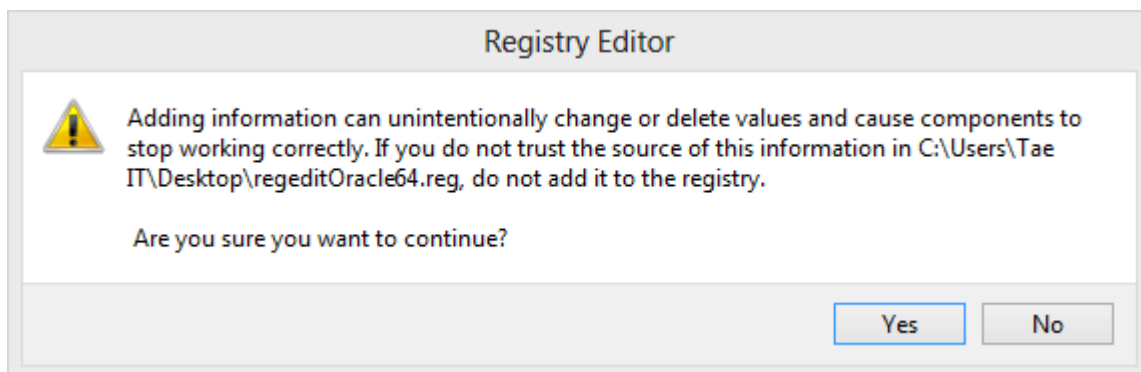 Registry Editor
Adding information can unintentionally change or delete values and cause components to
stop working correctly. If you do not trust the source of this information in C:\Users\Tae
IT\Desktop\regeditOracle64.reg, do not add it to the registry.
Are you sure you want to continue?
Yes No